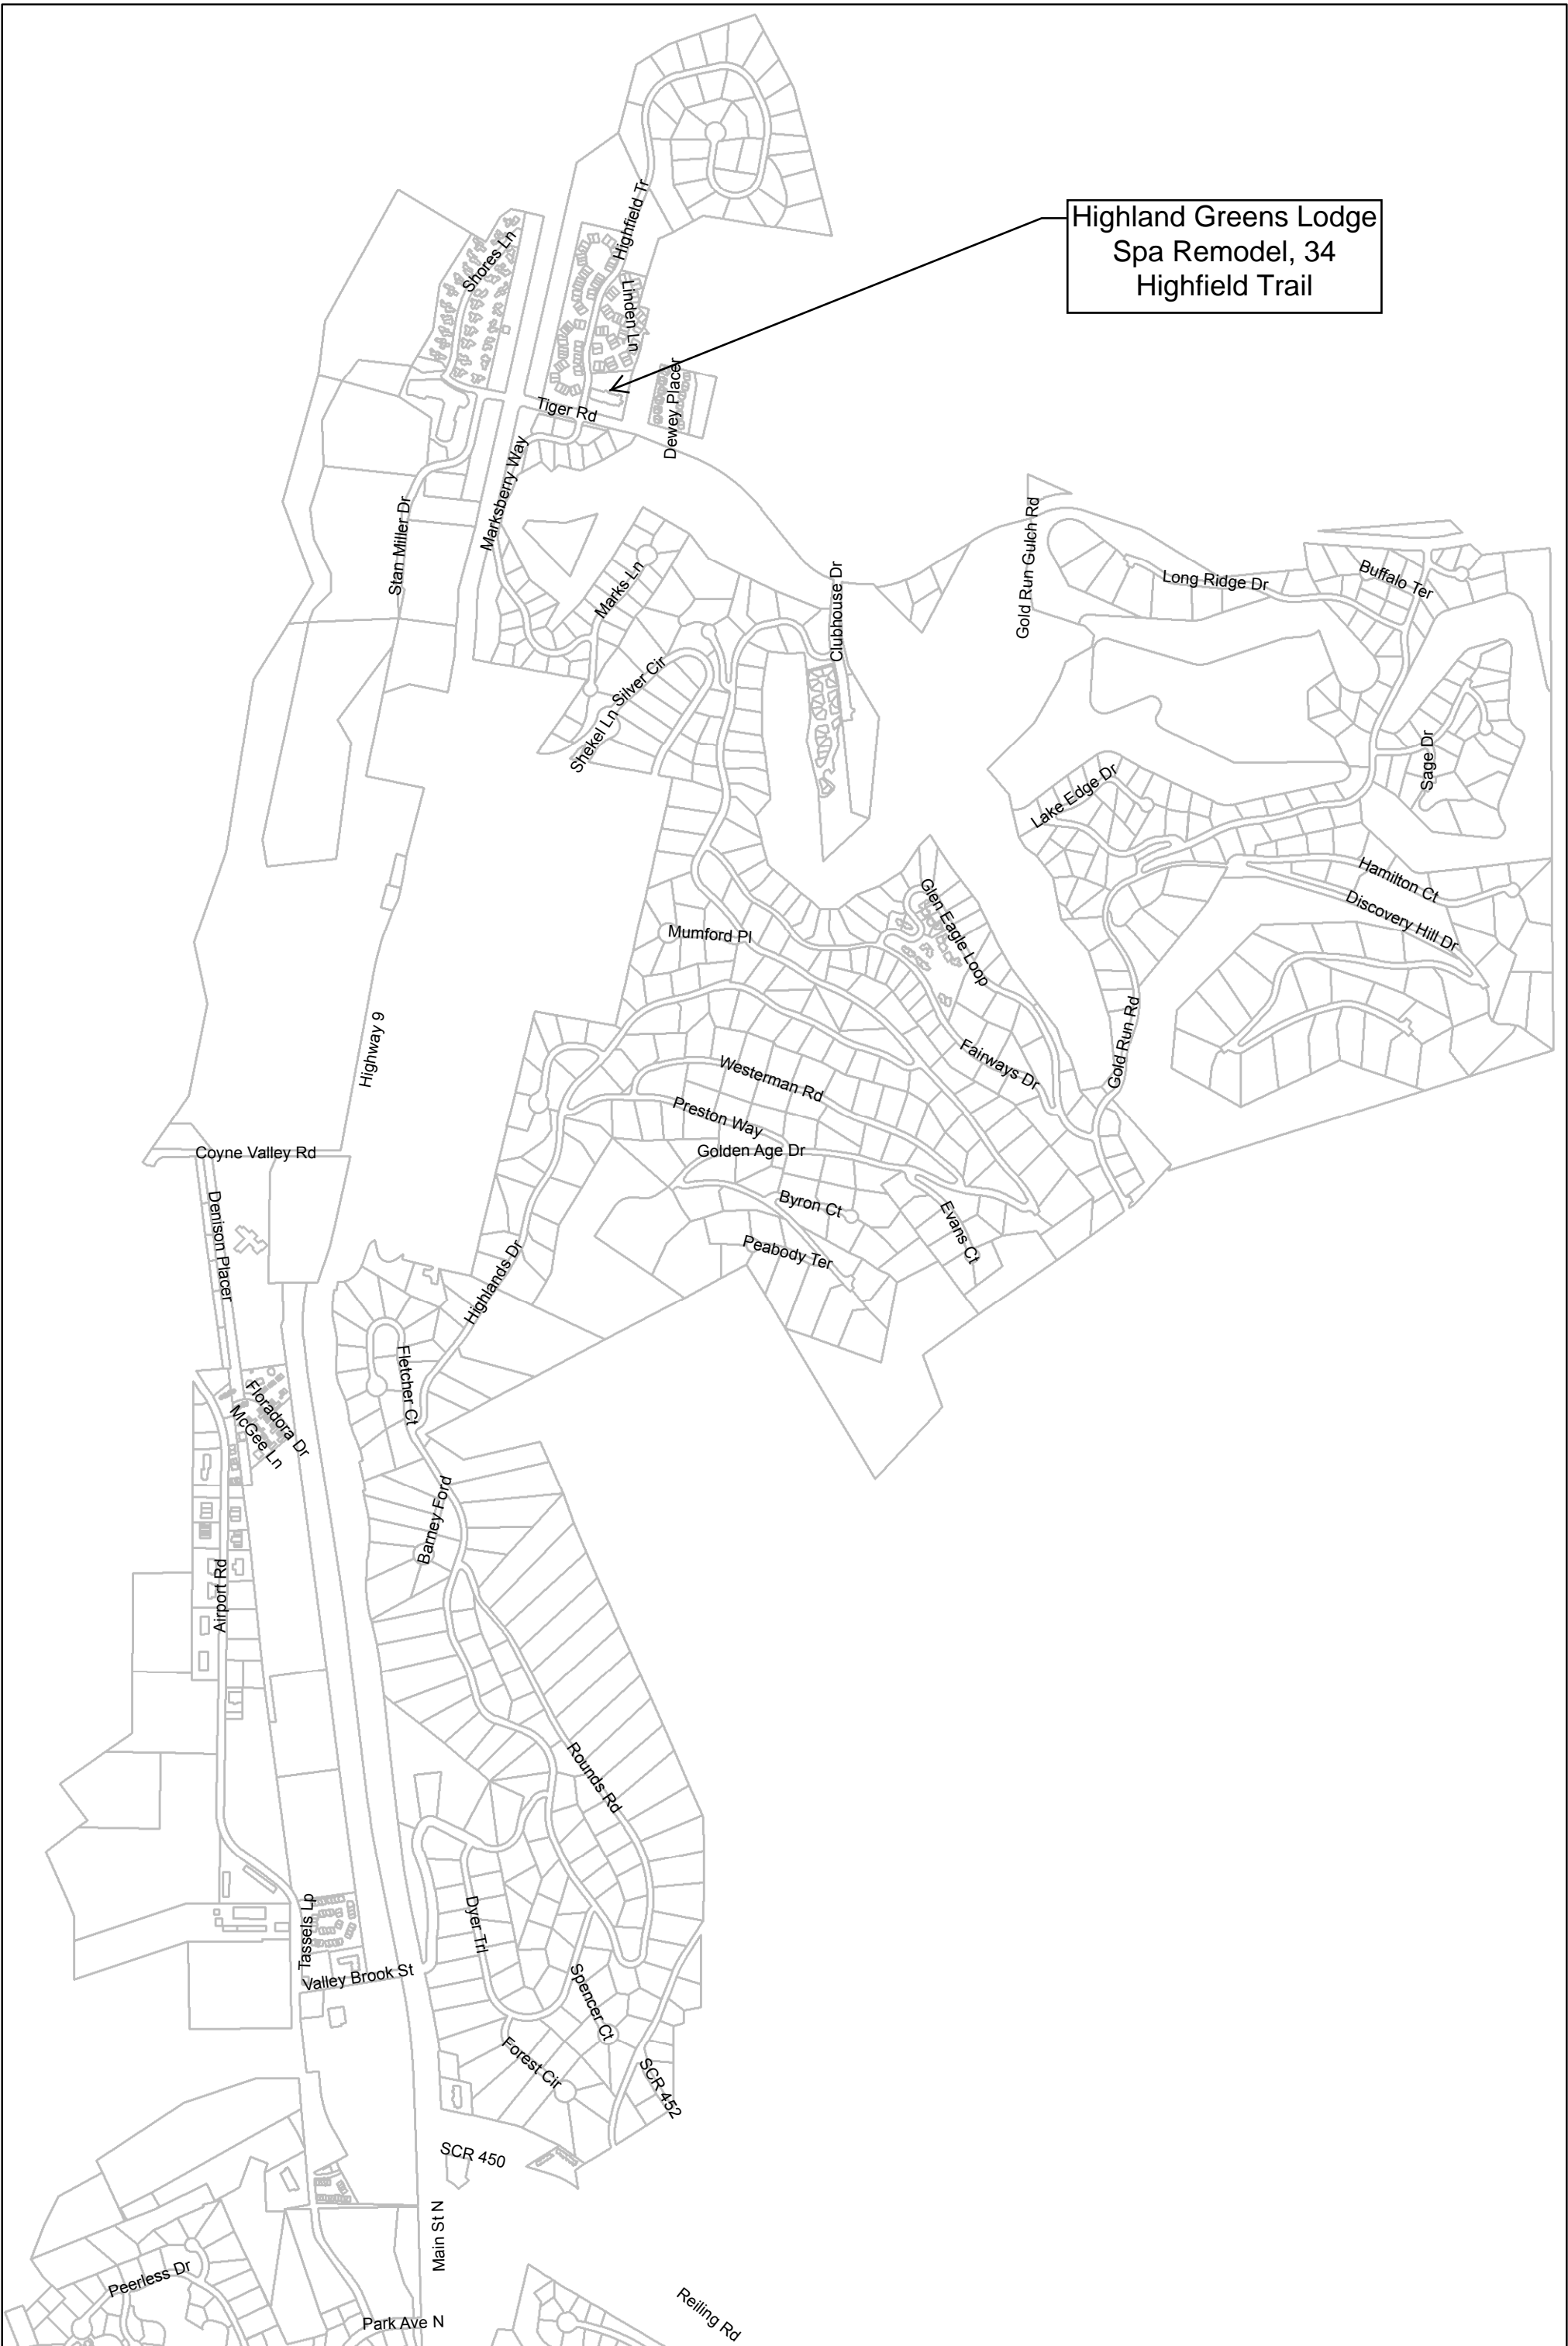 Highland Greens Lodge
Spa Remodel, 34
Highfield Trail
Highfield Tr
Shores Ln
Linden Ln
Dewey Placer
Tiger Rd
Marksberry Way
Stan Miller Dr
Gold Run Gulch Rd
Long Ridge Dr
Buffalo Ter
Marks Ln
Clubhouse Dr
Silver Cir
Shekel Ln
Sage Dr
Lake Edge Dr
Hamilton Ct
Discovery Hill Dr
Glen Eagle Loop
Mumford Pl
Highway 9
Gold Run Rd
Fairways Dr
Westerman Rd
Preston Way
Golden Age Dr
Coyne Valley Rd
Byron Ct
Evans Ct
Peabody Ter
Denison Placer
Highlands Dr
Fletcher Ct
Floradora Dr
McGee Ln
Barney Ford
Airport Rd
Rounds Rd
Tassels Lp
Dyer Trl
Valley Brook St
Spencer Ct
Forest Cir
SCR 452
SCR 450
Main St N
Peerless Dr
Park Ave N
Reiling Rd